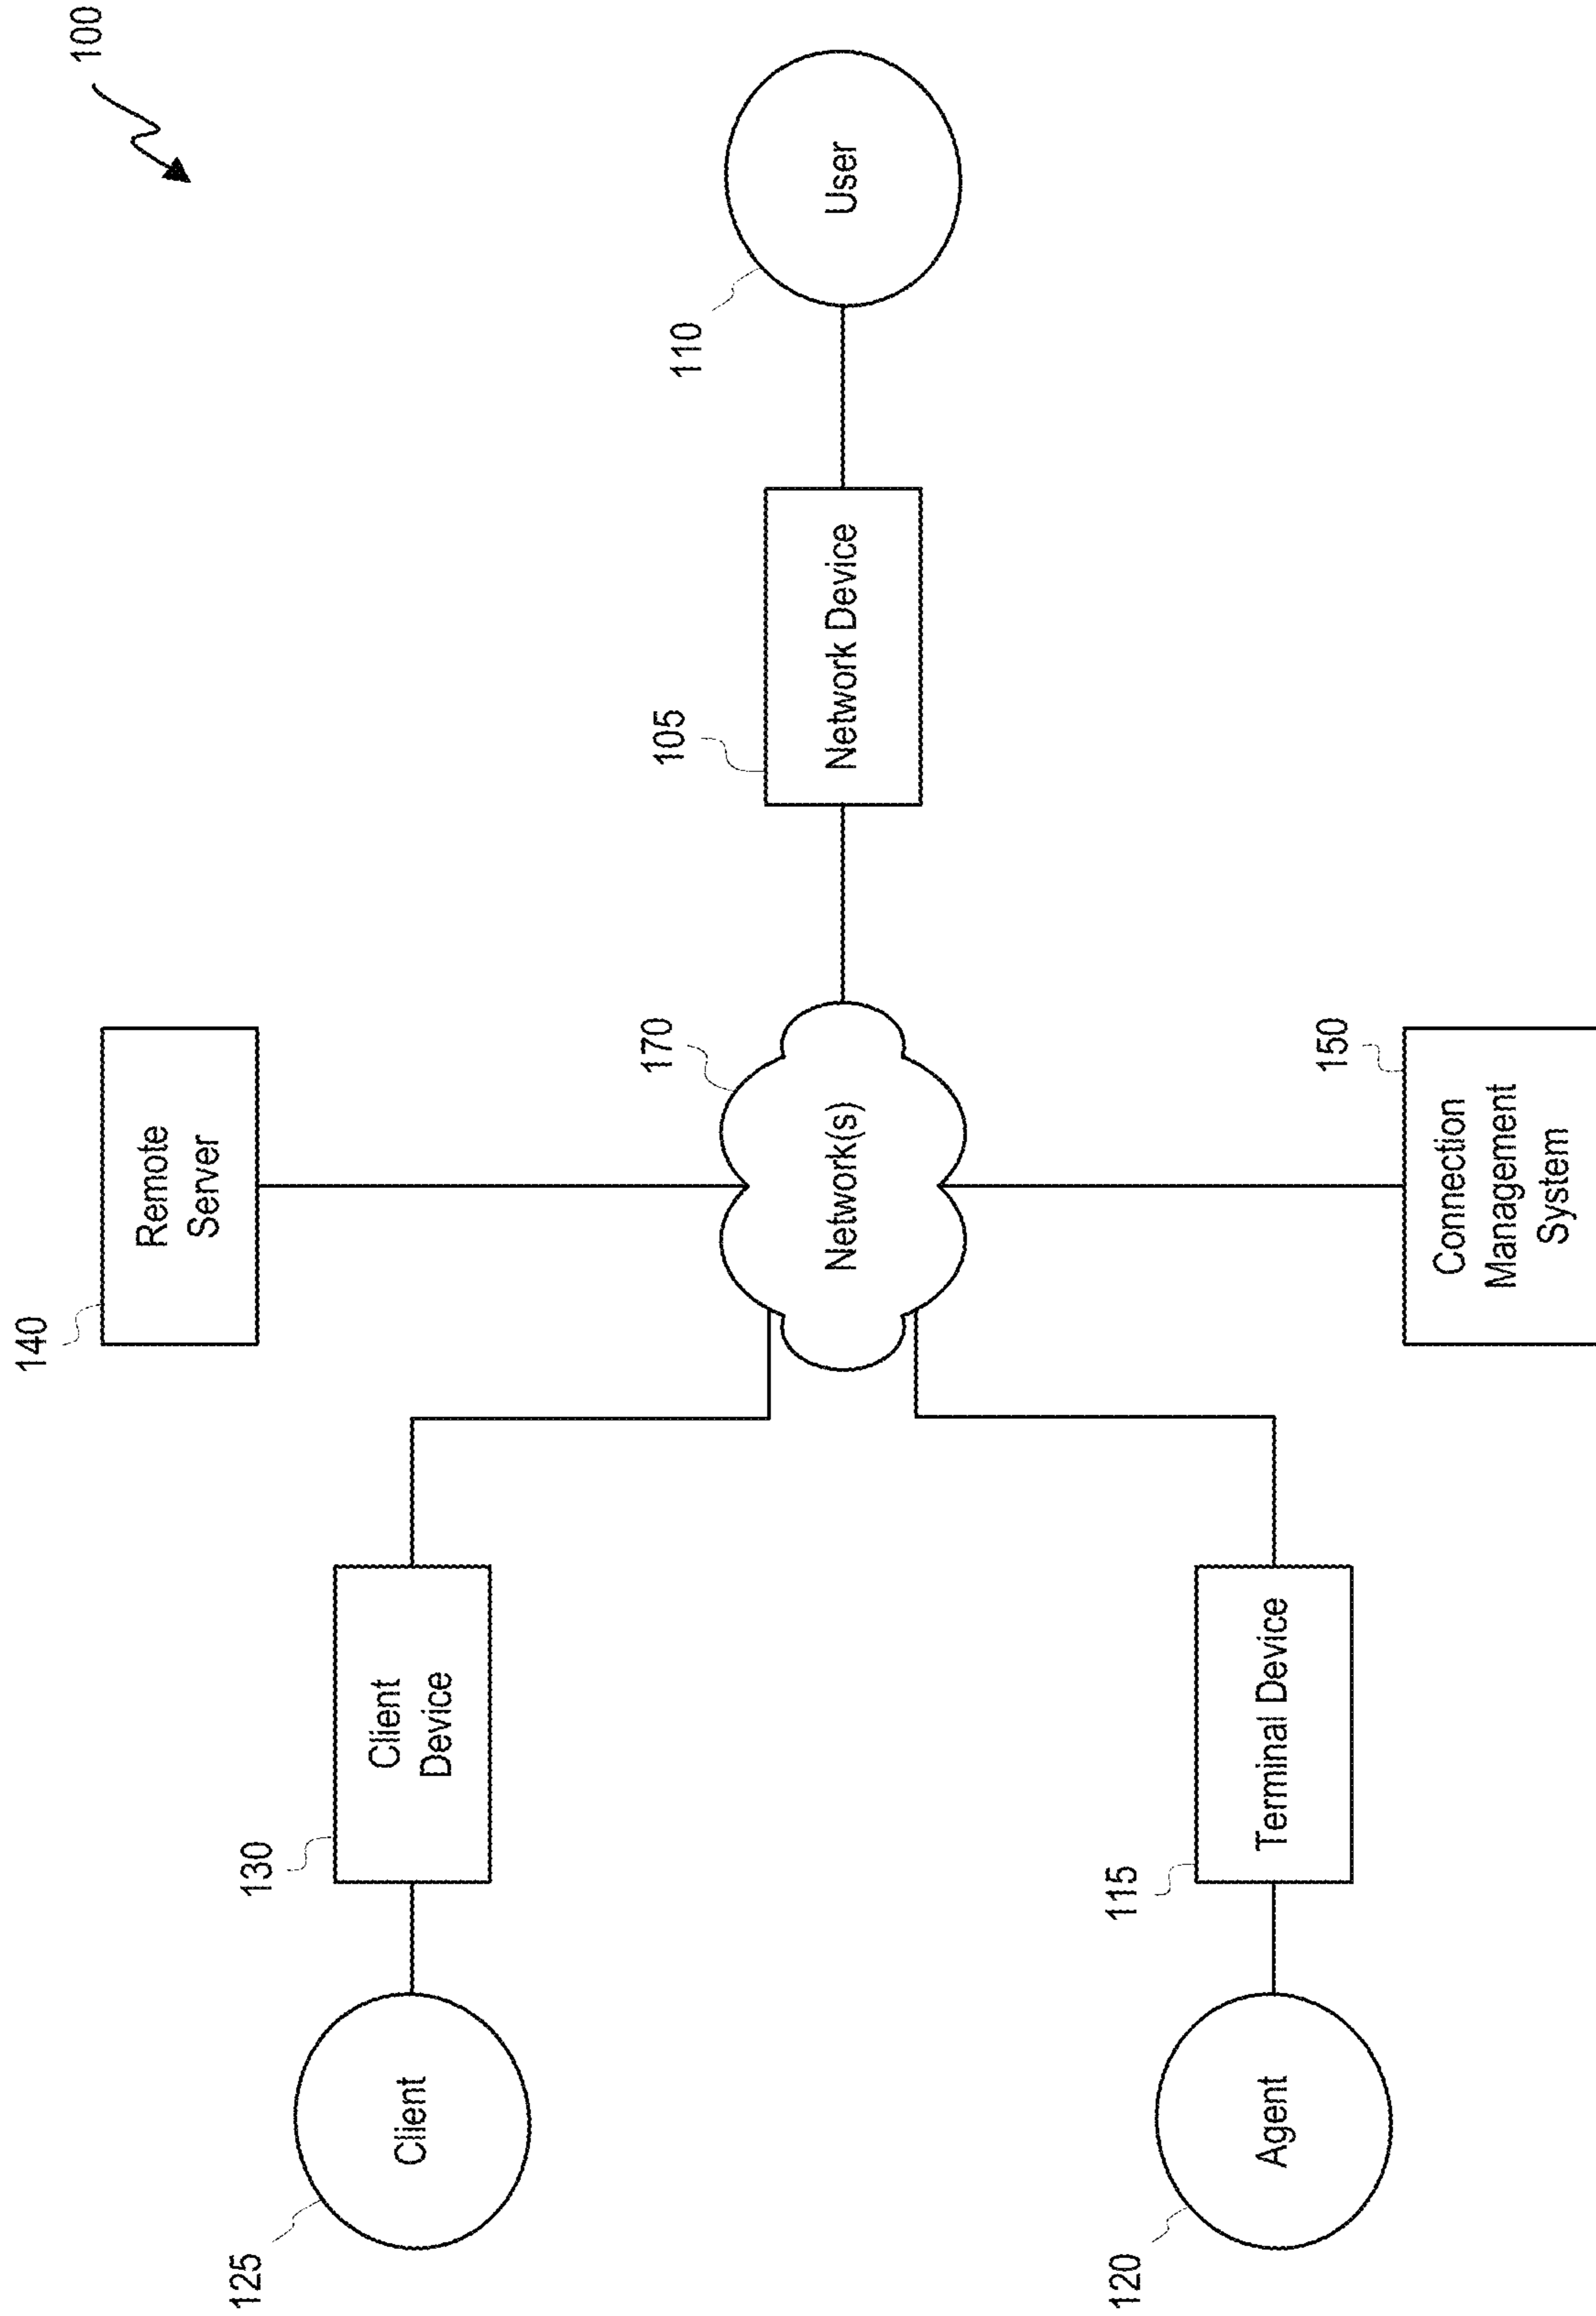 100
140
Remote
Server
130
Client
Device
125
Client
170
Network(s)
105
Network Device
110
User
115
Terminal Device
120
Agent
150
Connection
Management
System